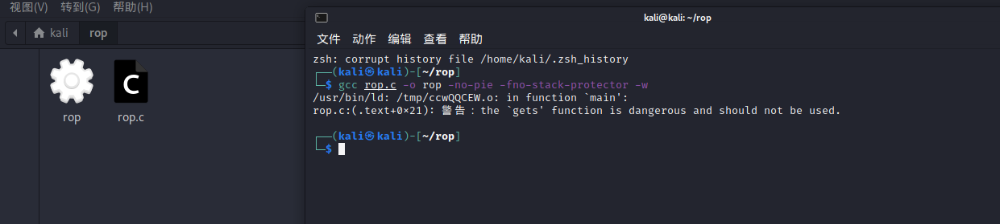 视图(V) 转到(G) 帮助(H)
kali rop
C
rop rop.c
kali@kali: ~/rop
文件 动作 编辑 查看 帮助
zsh: corrupt history file /home/kali/.zsh_history
┌──(kali㉿kali)-[~/rop]
└─$ gcc rop.c -o rop -no-pie -fno-stack-protector -w
/usr/bin/ld: /tmp/ccwQQCEW.o: in function `main':
rop.c:(.text+0×21): 警告：the `gets' function is dangerous and should not be used.
┌──(kali㉿kali)-[~/rop]
└─$